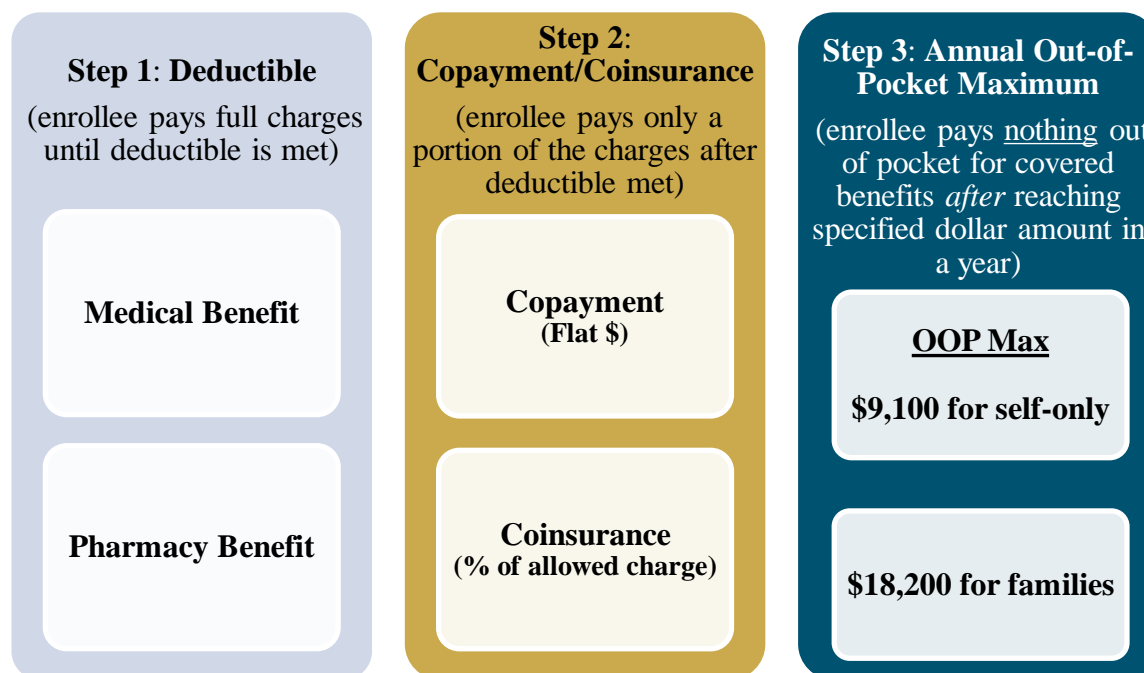 Step 1: Deductible
(enrollee pays full charges
until deductible is met)
Medical Benefit
Pharmacy Benefit
Step 2:
Copayment/Coinsurance
(enrollee pays only a
portion of the charges after
deductible met)
Copayment
(Flat $)
Coinsurance
(% of allowed charge)
Step 3: Annual Out-of-
Pocket Maximum
(enrollee pays nothing out
of pocket for covered
benefits after reaching
specified dollar amount in
a year)
OOP Max
$9,100 for self-only
$18,200 for families